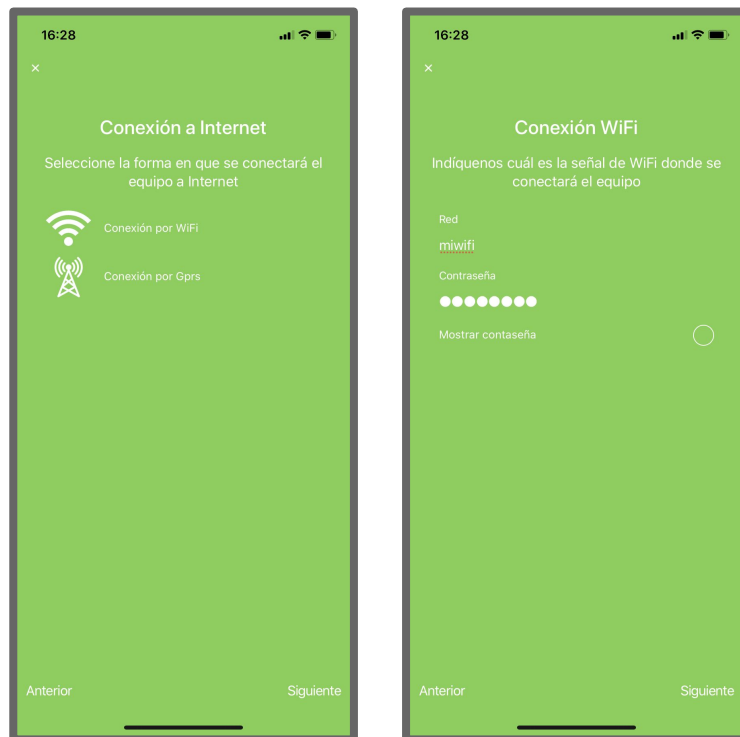 16:28
×
Conexión a Internet
Seleccione la forma en que se conectará el
equipo a Internet
Conexión por WiFi
Conexión por Gprs
Anterior
Siguiente
16:28
×
Conexión WiFi
Indíquenos cuál es la señal de WiFi donde se
conectará el equipo
Red
miwifi
Contraseña
●●●●●●●●
Mostrar contaseña
Anterior
Siguiente